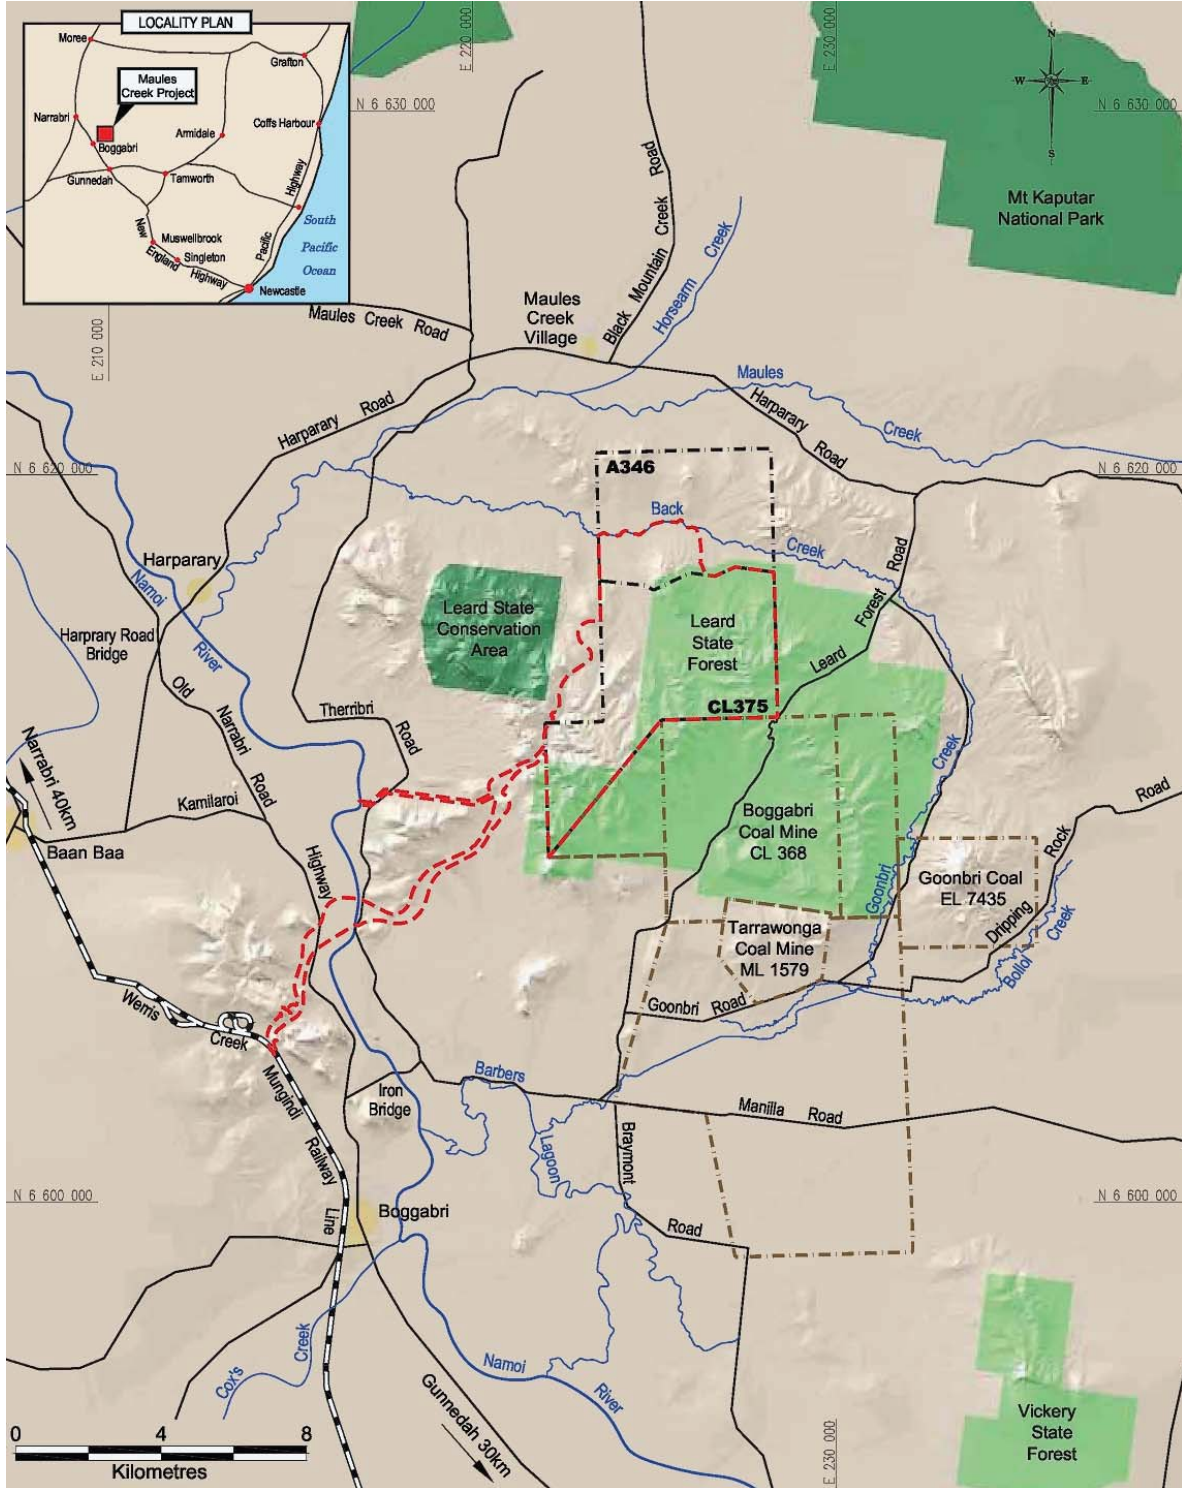 LOCALITY PLAN
Moree
Grafton
Maules
Creek Project
Narrabri
Armidale
Coffs Harbour
Boggabri
Gunnedah
Tamworth
Highway
South
Pacific
Ocean
New
England
Highway
Muswellbrook
Singleton
Pacific
Newcastle
E 220 000
E 230 000
N 6 630 000
N 6 630 000
N
W
E
S
Mt Kaputar
National Park
E 210 000
Maules Creek Road
Maules
Creek
Village
Black Mountain Creek Road
Horsearm Creek
Maules
Creek
Harparary Road
Harparary
Road
N 6 620 000
N 6 620 000
A346
Back
Creek
Harparary
Namoi
River
Harprary Road
Bridge
Leard State
Conservation
Area
Leard
State
Forest
Leard
Forest
Road
CL375
Old
Narrabri
Road
Therribri
Road
Narrabri 40km
Kamilaroi
Highway
Baan Baa
Boggabri
Coal Mine
CL 368
Goonbri
Creek
Goonbri Coal
EL 7435
Dripping
Rock
Road
Bollol
Creek
Tarrawonga
Coal Mine
ML 1579
Goonbri Road
Werris
Creek
Mungindi
Railway
Line
Iron
Bridge
Barbers
Lagoon
Manilla Road
Braymont
Road
N 6 600 000
N 6 600 000
Boggabri
Cox's
Creek
Namoi
River
Gunnedah 30km
E 230 000
Vickery
State
Forest
0 4 8
Kilometres